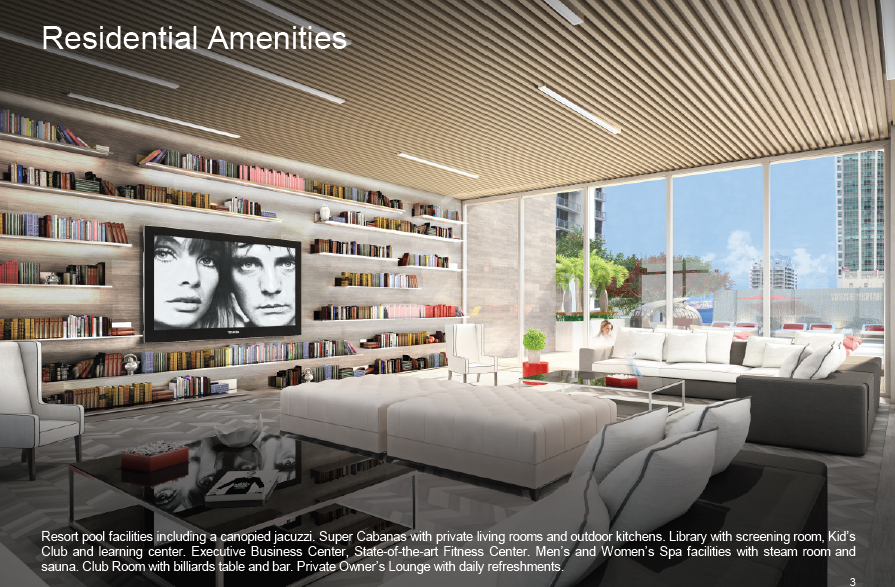 Residential Amenities
Resort pool facilities including a canopied jacuzzi. Super Cabanas with private living rooms and outdoor kitchens. Library with screening room, Kid’s
Club and learning center. Executive Business Center, State-of-the-art Fitness Center. Men’s and Women’s Spa facilities with steam room and
sauna. Club Room with billiards table and bar. Private Owner’s Lounge with daily refreshments.
3